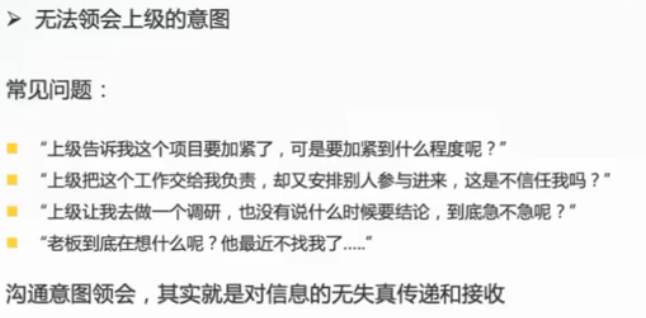 ➢ 无法领会上级的意图
常见问题：
■ “上级告诉我这个项目要加紧了，可是要加紧到什么程度呢？”
■ “上级把这个工作交给我负责，却又安排别人参与进来，这是不信任我吗？”
■ “上级让我去做一个调研，也没有说什么时候要结论，到底急不急呢？”
■ “老板到底在想什么呢？他最近不找我了.....“
沟通意图领会，其实就是对信息的无失真传递和接收